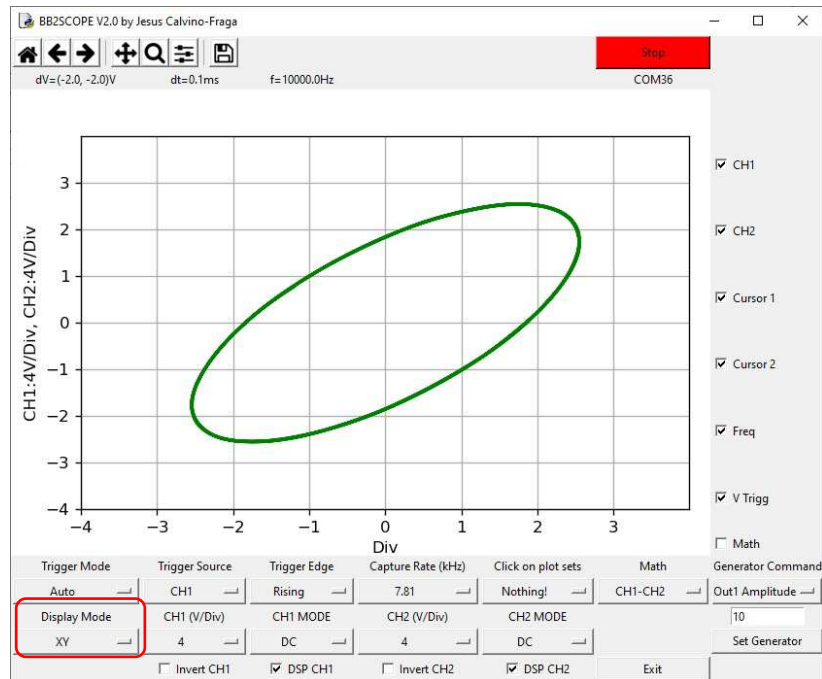 BB2SCOPE V2.0 by Jesus Calvino-Fraga
Stop
dV=(-2.0, -2.0)V dt=0.1ms f=10000.0Hz COM36
CH1:4V/Div, CH2:4V/Div
3
2
1
0
−1
−2
−3
−4
−4 −3 −2 −1 0 1 2 3
Div
CH1
CH2
Cursor 1
Cursor 2
Freq
V Trigg
Math
Trigger Mode Trigger Source Trigger Edge Capture Rate (kHz) Click on plot sets Math Generator Command
Auto CH1 Rising 7.81 Nothing! CH1-CH2 Out1 Amplitude
Display Mode CH1 (V/Div) CH1 MODE CH2 (V/Div) CH2 MODE 10
XY 4 DC 4 DC Set Generator
Invert CH1 DSP CH1 Invert CH2 DSP CH2 Exit